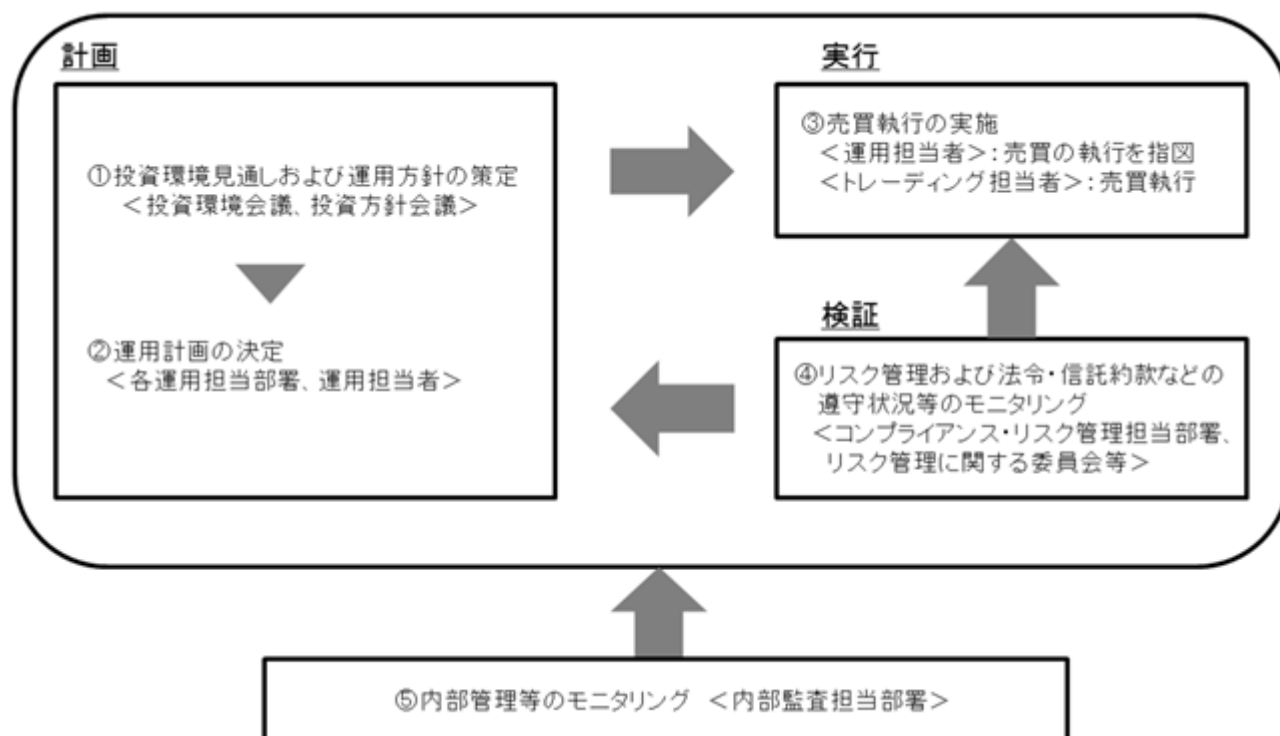 計画
①投資環境見通しおよび運用方針の策定
＜投資環境会議、投資方針会議＞
②運用計画の決定
＜各運用担当部署、運用担当者＞
実行
③売買執行の実施
＜運用担当者＞：売買の執行を指図
＜トレーディング担当者＞：売買執行
検証
④リスク管理および法令・信託約款などの
遵守状況等のモニタリング
＜コンプライアンス・リスク管理担当部署、
リスク管理に関する委員会等＞
⑤内部管理等のモニタリング ＜内部監査担当部署＞